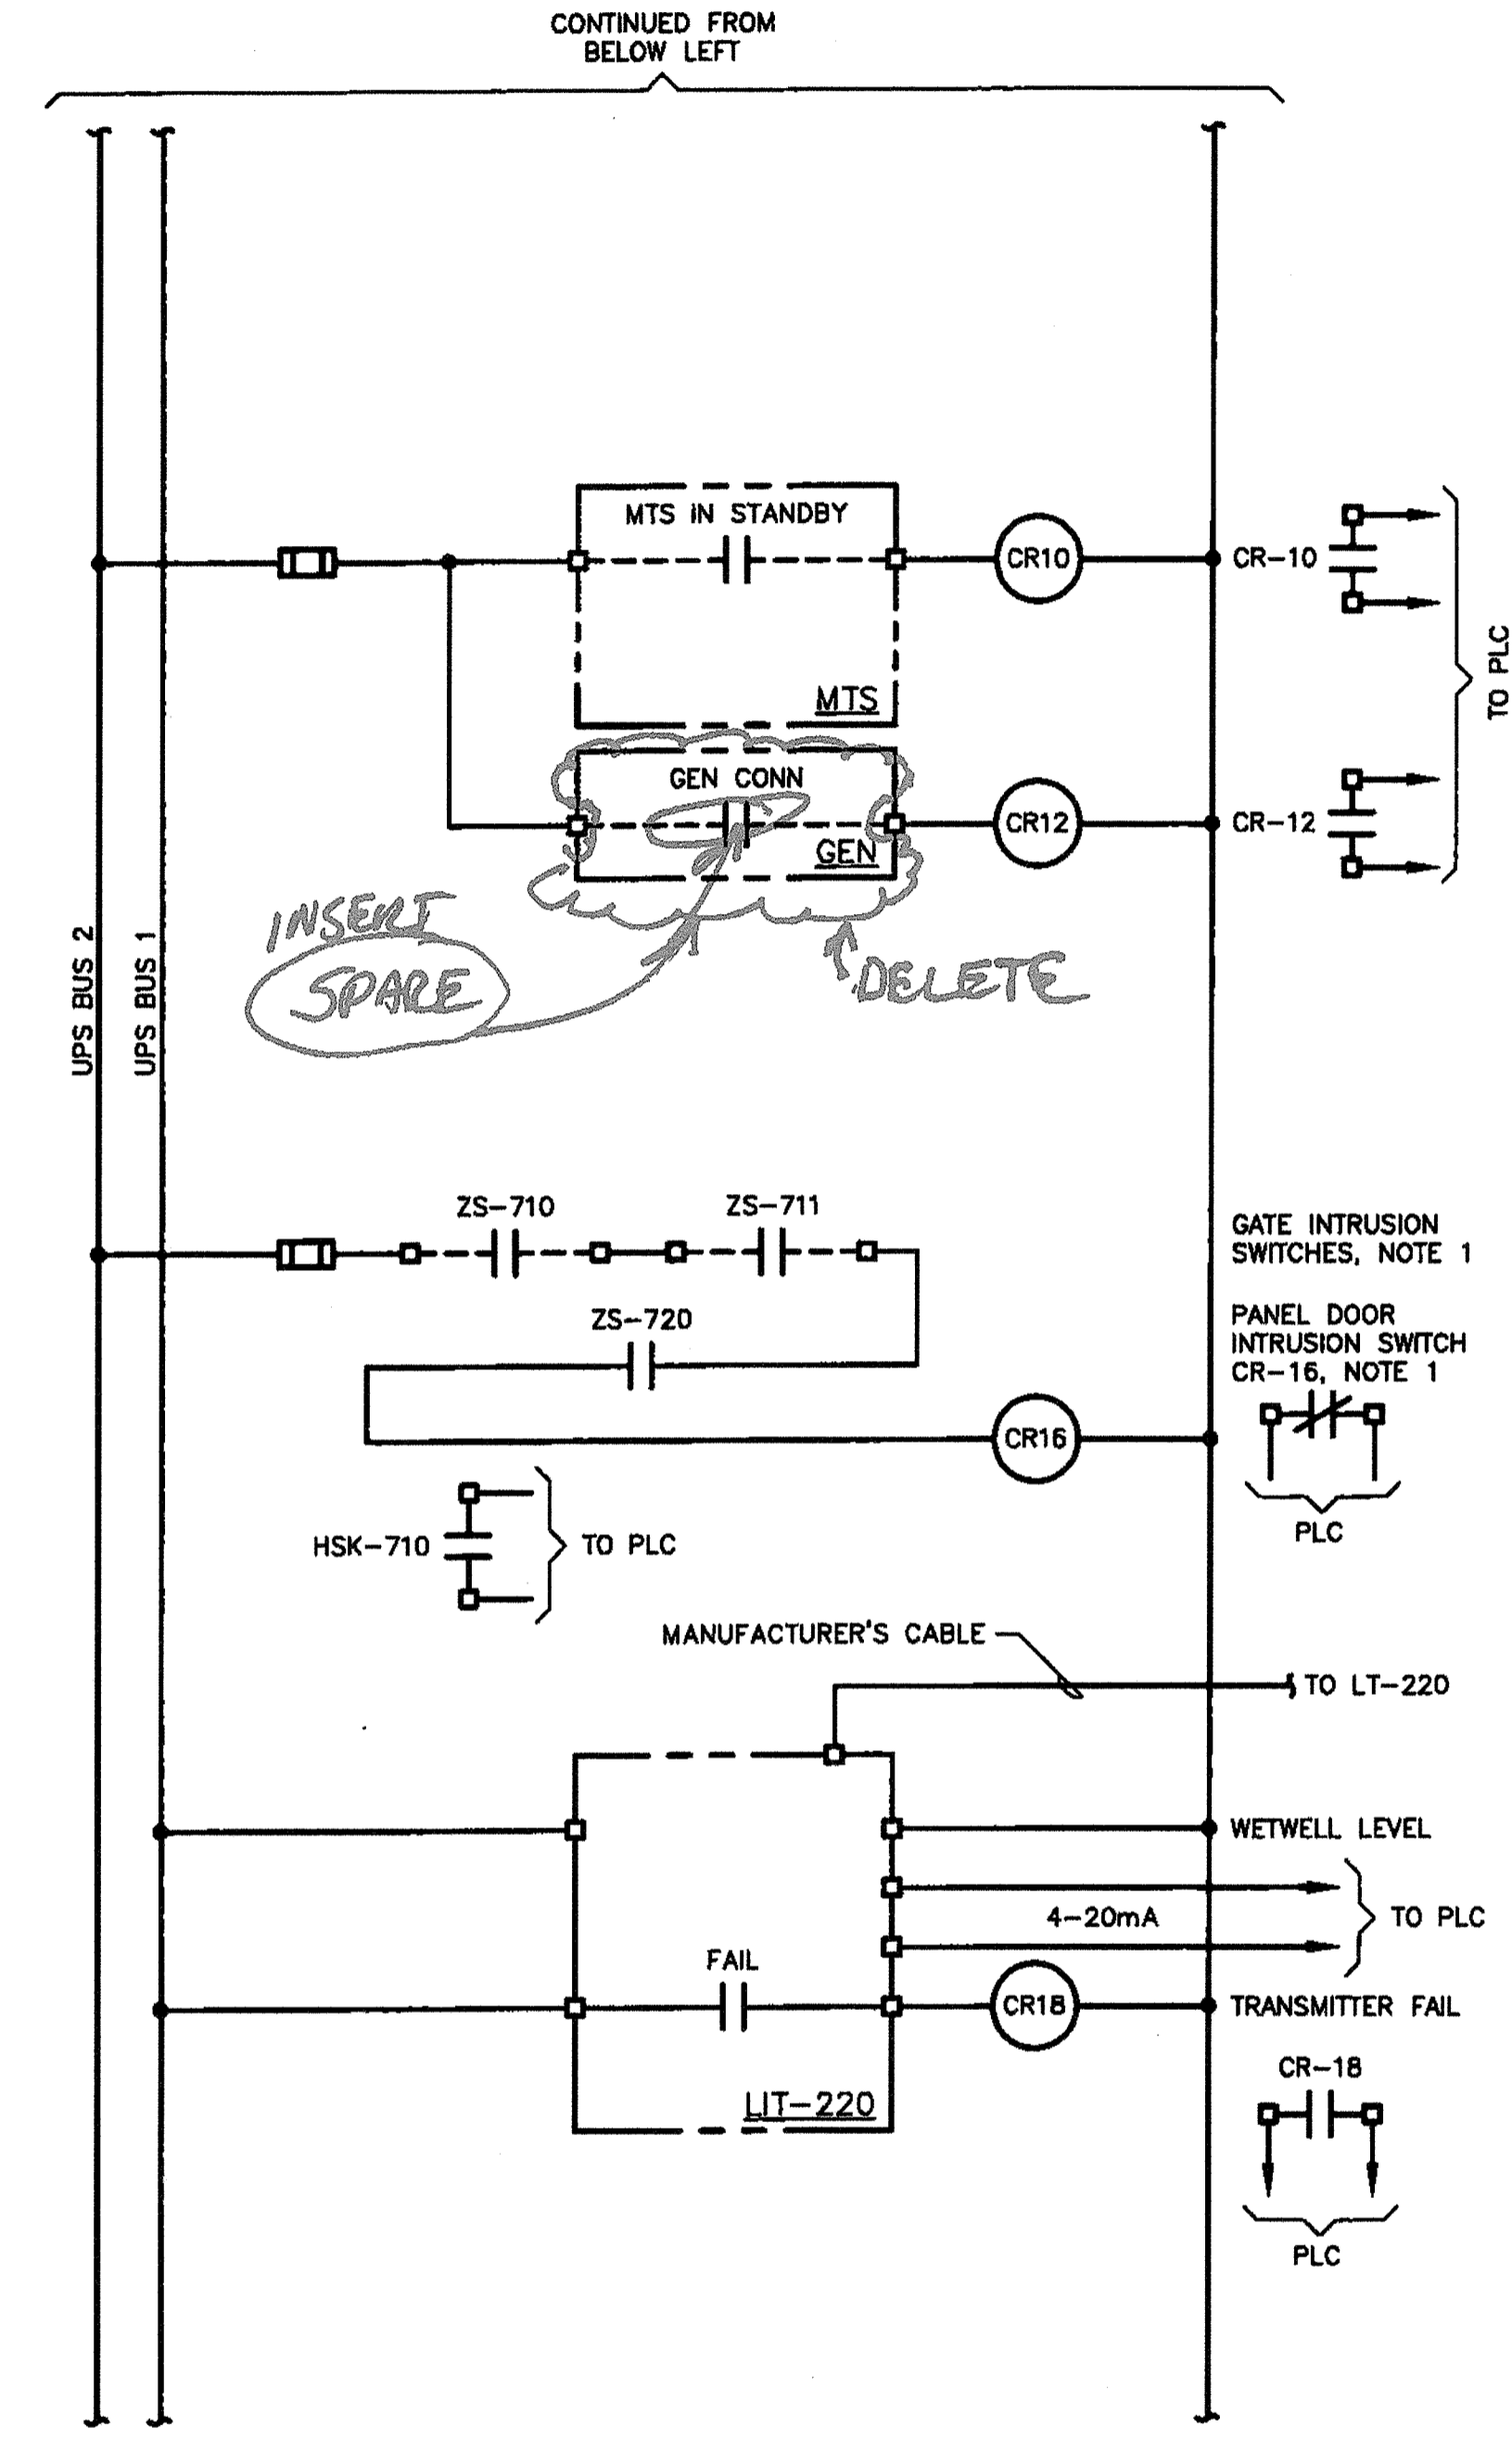 CONTINUED FROM
BELOW LEFT
MTS IN STANDBY
MTS
CR10
CR-10
TO PLC
GEN CONN
GEN
CR12
CR-12
INSERT
SPARE
DELETE
UPS BUS 2
UPS BUS 1
ZS-710
ZS-711
GATE INTRUSION
SWITCHES, NOTE 1
ZS-720
PANEL DOOR
INTRUSION SWITCH
CR-16, NOTE 1
CR16
PLC
HSK-710
TO PLC
MANUFACTURER'S CABLE
TO LT-220
WETWELL LEVEL
4-20mA
TO PLC
FAIL
CR18
TRANSMITTER FAIL
LIT-220
CR-18
PLC